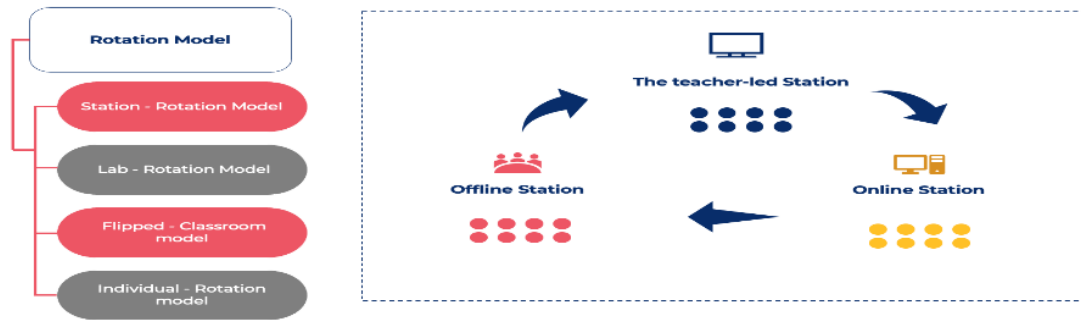 Rotation Model
Station - Rotation Model
Lab - Rotation Model
Flipped - Classroom
model
Individual - Rotation
model
The teacher-led Station
Offline Station
Online Station